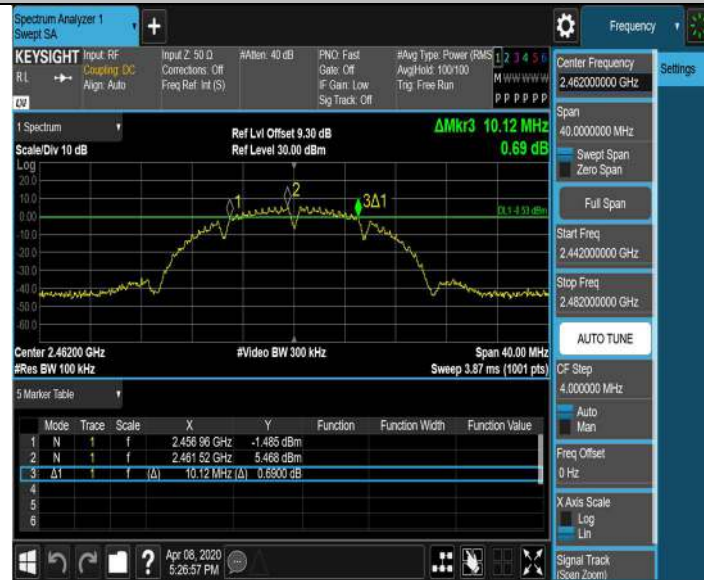 Spectrum Analyzer 1
Swept SA
+
Frequency
KEYSIGHT Input: RF
R L
Coupling: DC
Align: Auto
Input Z: 50 Ω
Corrections: Off
Freq Ref: Int (S)
#Atten: 40 dB
PNO: Fast
Gate: Off
IF Gain: Low
Sig Track: Off
#Avg Type: Power (RMS
Avg|Hold: 100/100
Trig: Free Run
1 2 3 4 5 6
M W W W W W
P P P P P P
1 Spectrum
Scale/Div 10 dB
Ref Lvl Offset 9.30 dB
Ref Level 30.00 dBm
ΔMkr3 10.12 MHz
0.69 dB
Log
20.0
10.0
0.00
-10.0
-20.0
-30.0
-40.0
-50.0
-60.0
1
2
3Δ1
Center 2.46200 GHz
#Res BW 100 kHz
#Video BW 300 kHz
Span 40.00 MHz
Sweep 3.87 ms (1001 pts)
5 Marker Table
Mode Trace Scale X Y Function Function Width Function Value
1 N 1 f 2.456 96 GHz -1.485 dBm
2 N 1 f 2.461 52 GHz 5.468 dBm
3 Δ1 1 f (Δ) 10.12 MHz (Δ) 0.6900 dB
4
5
6
Apr 08, 2020
5:26:57 PM
Center Frequency
2.462000000 GHz
Settings
Span
40.0000000 MHz
Swept Span
Zero Span
Full Span
Start Freq
2.442000000 GHz
Stop Freq
2.482000000 GHz
AUTO TUNE
CF Step
4.000000 MHz
Auto
Man
Freq Offset
0 Hz
X Axis Scale
Log
Lin
Signal Track
(Span Zoom)